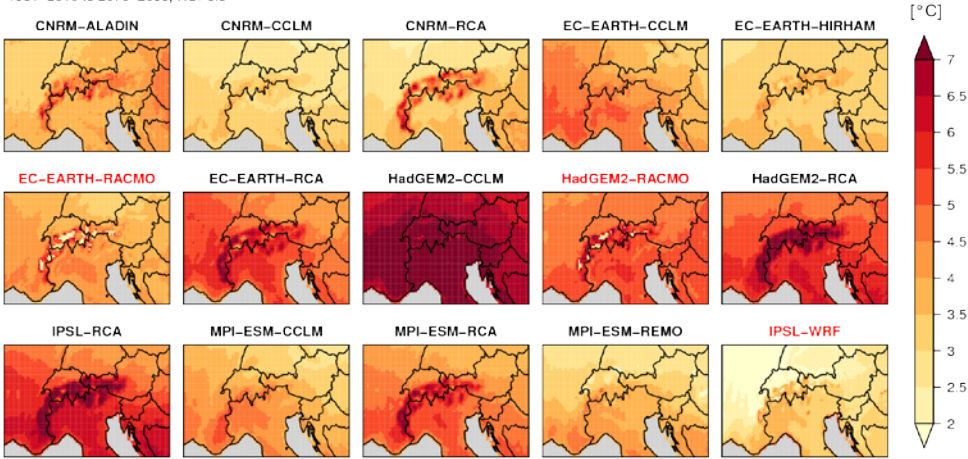 [°C]
CNRM-ALADIN CNRM-CCLM CNRM-RCA EC-EARTH-CCLM EC-EARTH-HIRHAM
EC-EARTH-RACMO EC-EARTH-RCA HadGEM2-CCLM HadGEM2-RACMO HadGEM2-RCA
IPSL-RCA MPI-ESM-CCLM MPI-ESM-RCA MPI-ESM-REMO IPSL-WRF
7
6.5
6
5.5
5
4.5
4
3.5
3
2.5
2